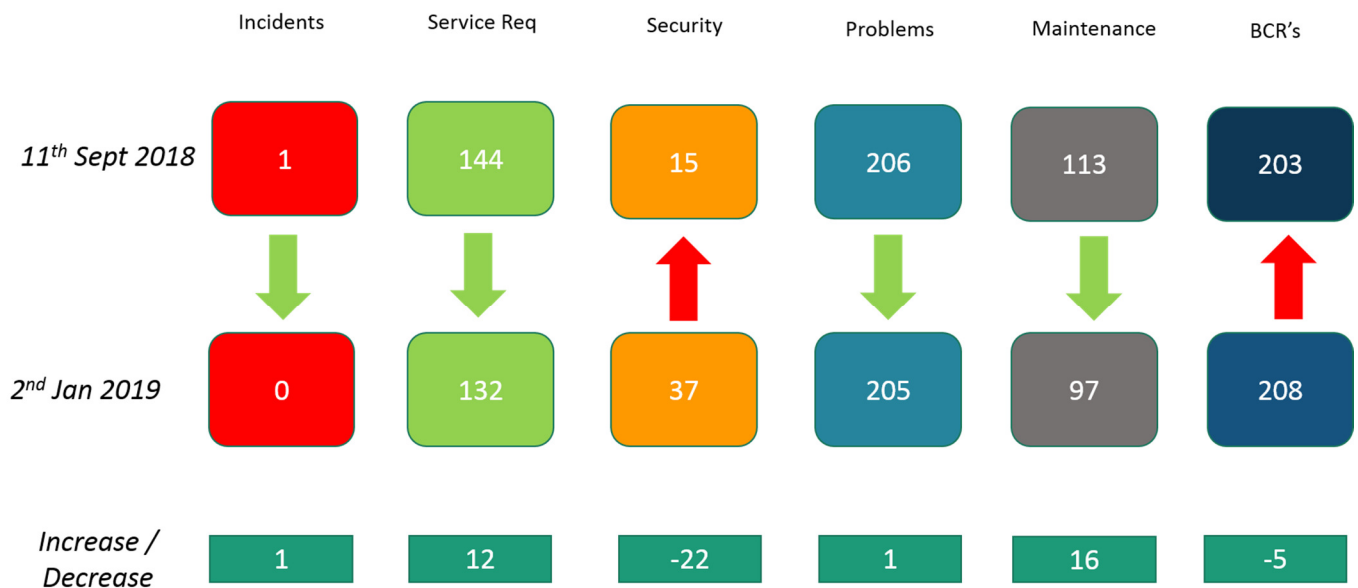 Incidents Service Req Security Problems Maintenance BCR's
11th Sept 2018 1 144 15 206 113 203
2nd Jan 2019 0 132 37 205 97 208
Increase /
Decrease 1 12 -22 1 16 -5